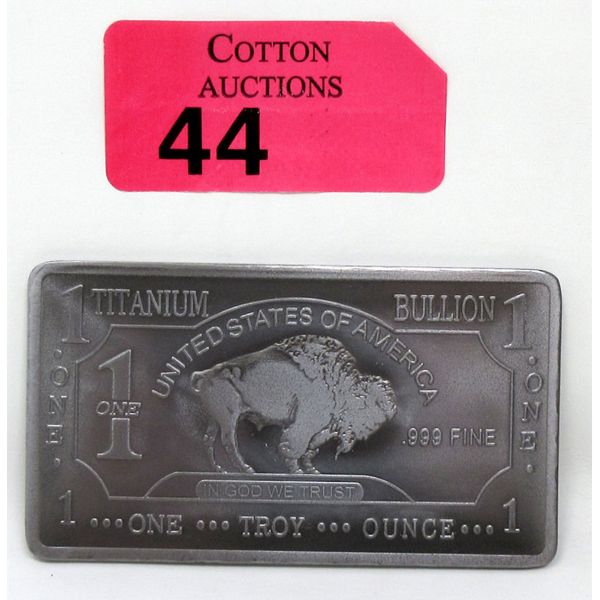 COTTON
AUCTIONS
44
1 TITANIUM BULLION 1
UNITED STATES OF AMERICA
1
ONE
· ONE ·
· ONE ·
.999 FINE
IN GOD WE TRUST
1 ••• ONE ••• TROY ••• OUNCE ••• 1